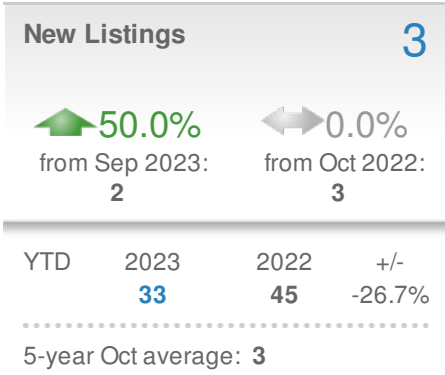 New Listings 3
50.0% 0.0%
from Sep 2023: from Oct 2022:
2 3
YTD 2023 2022 +/-
33 45 -26.7%
5-year Oct average: 3